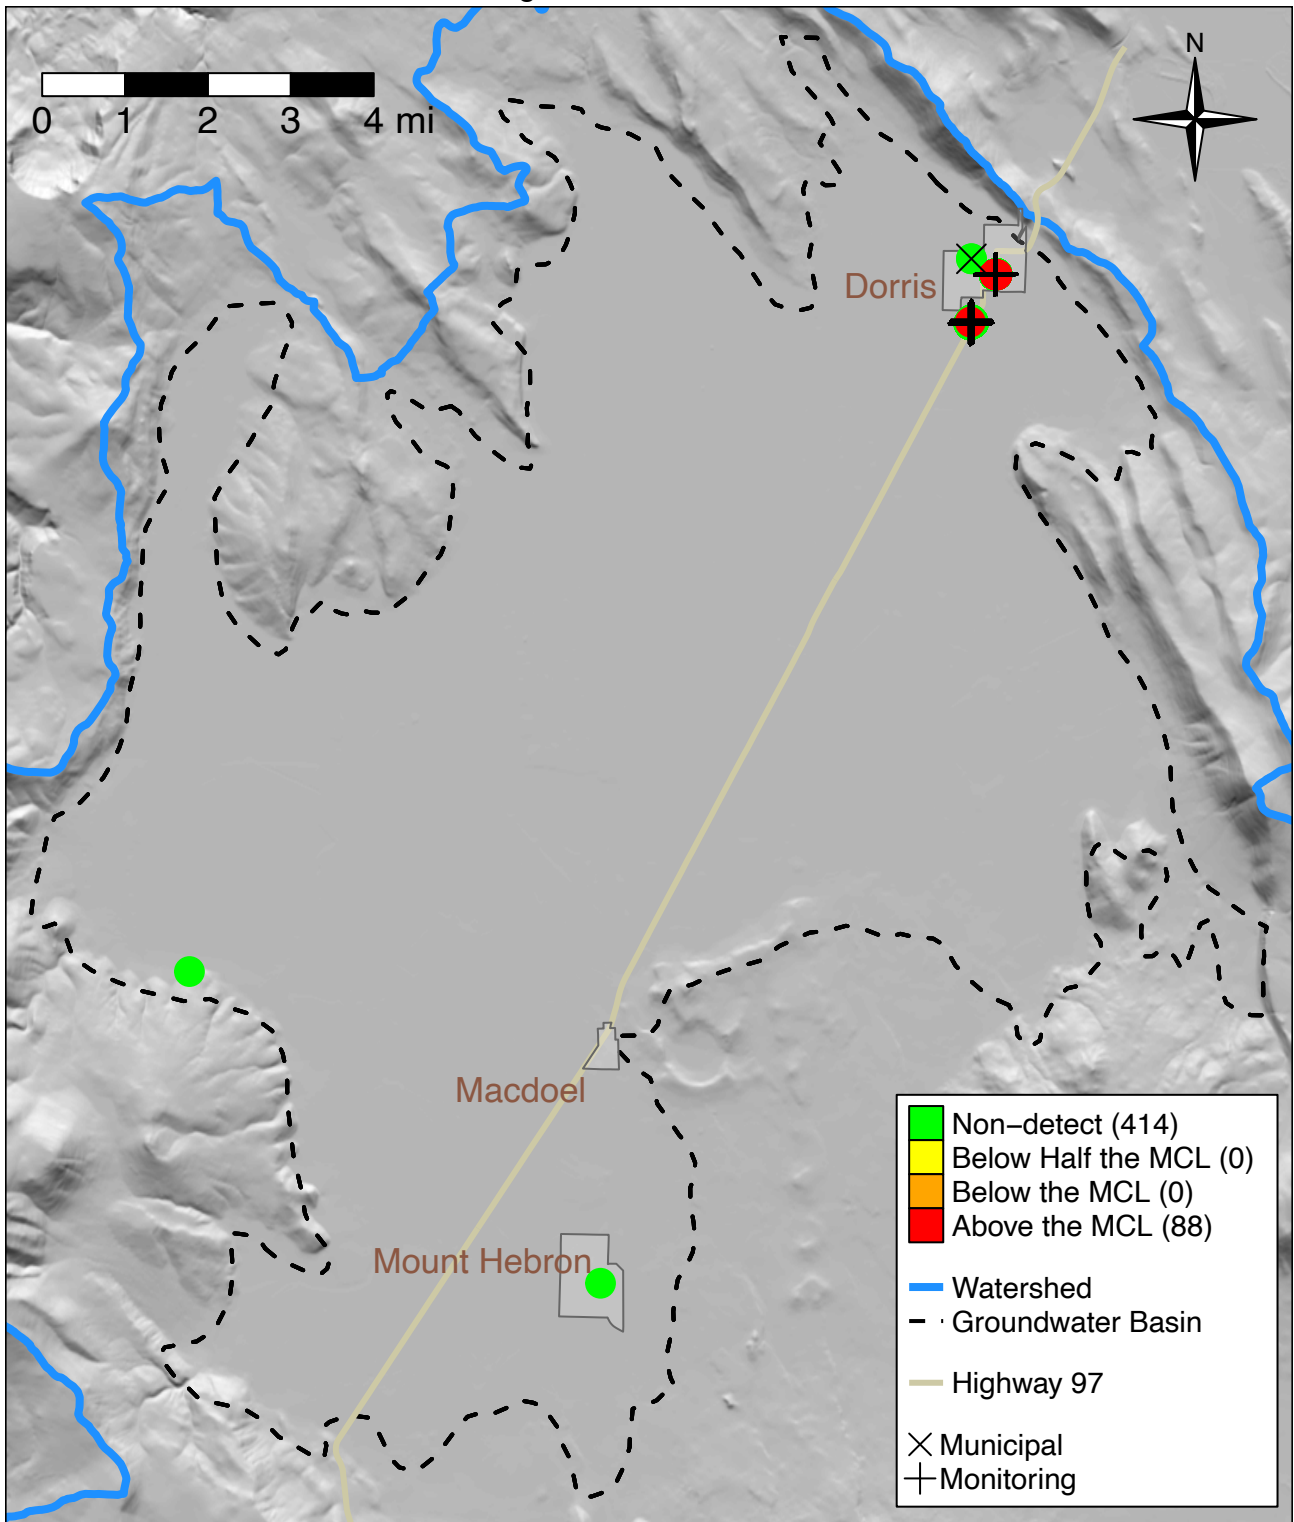 N
0 1 2 3 4 mi
Dorris
Macdoel
Mount Hebron
Non−detect (414)
Below Half the MCL (0)
Below the MCL (0)
Above the MCL (88)
Watershed
Groundwater Basin
Highway 97
Municipal
Monitoring